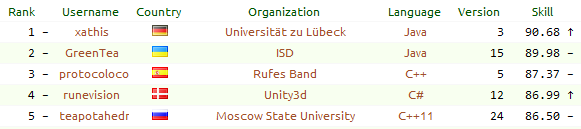 Rank Username Country Organization Language Version Skill
1 – xathis Universität zu Lübeck Java 3 90.68 ↑
2 – GreenTea ISD Java 15 89.98 –
3 – protocoloco Rufes Band C++ 5 87.37 –
4 – runevision Unity3d C# 12 86.99 ↑
5 – teapotahedr Moscow State University C++11 24 86.50 –